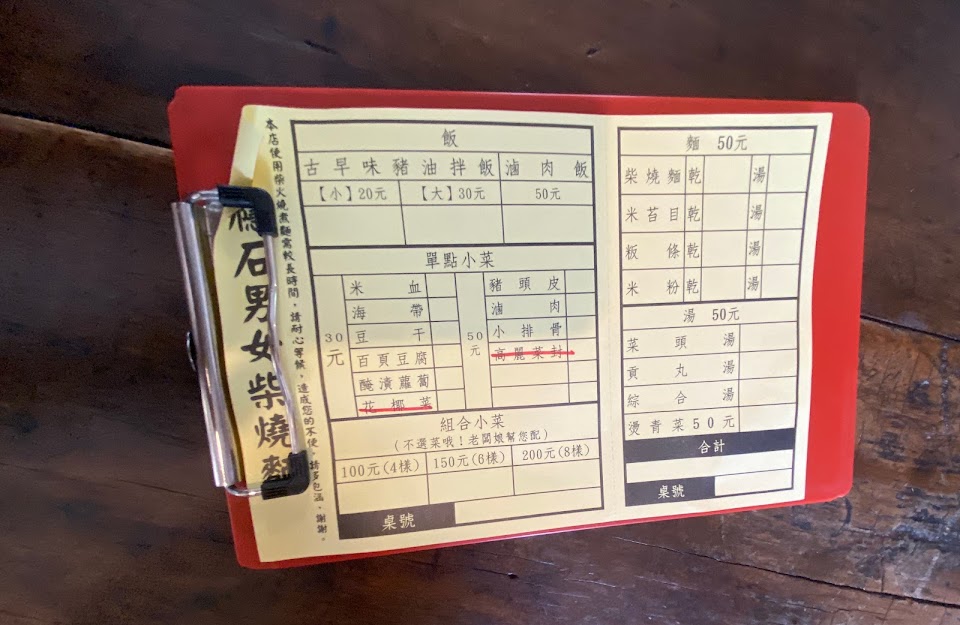 石男女柴燒麵
本店使用柴火燒煮麵需較長時間，請耐心等候，造成您的不便，請多包涵，謝謝。
飯
古早味豬油拌飯 滷肉飯
【小】20元 【大】30元 50元
單點小菜
30元
米血
海帶
豆干
百頁豆腐
醃漬蘿蔔
花椰菜
50元
豬頭皮
滷肉
小排骨
高麗菜封
組合小菜
(不選菜哦！老闆娘幫您配)
100元(4樣) 150元(6樣) 200元(8樣)
桌號
麵 50元
柴燒麵 乾 湯
米苔目 乾 湯
粄條 乾 湯
米粉 乾 湯
湯 50元
菜頭湯
貢丸湯
綜合湯
燙青菜50元
合計
桌號